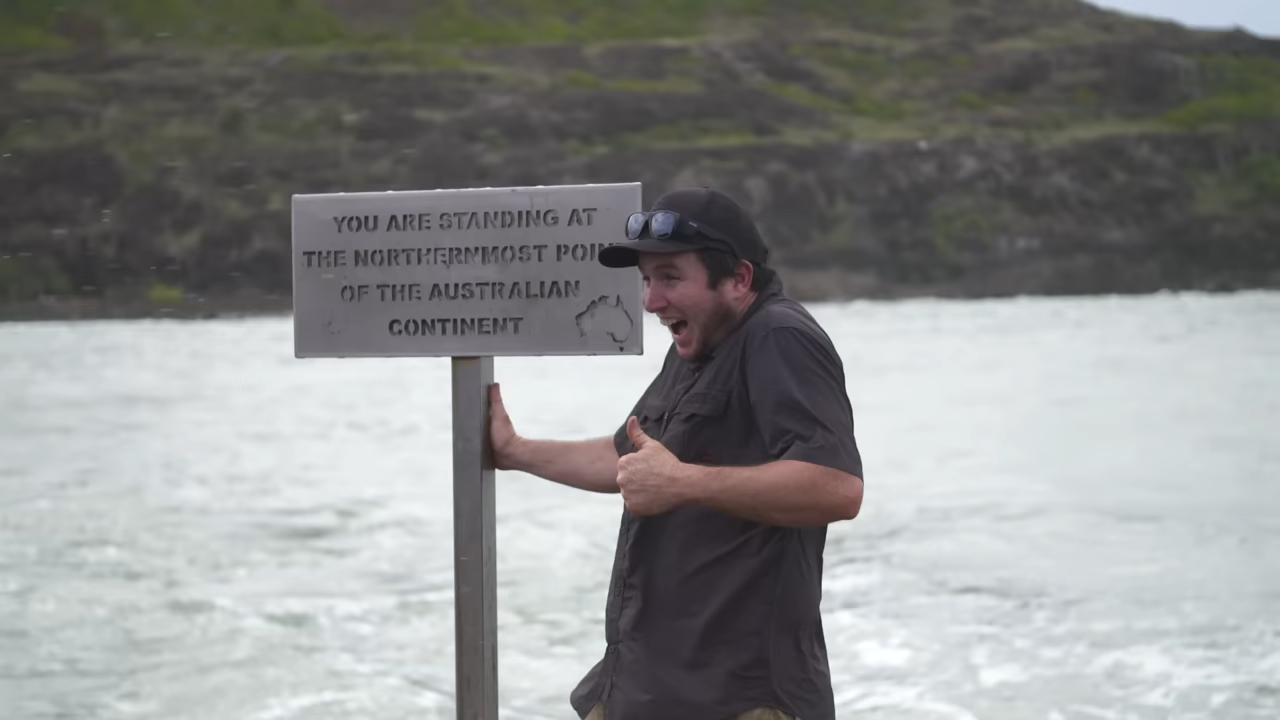 YOU ARE STANDING AT
THE NORTHERNMOST POIN
OF THE AUSTRALIAN
CONTINENT